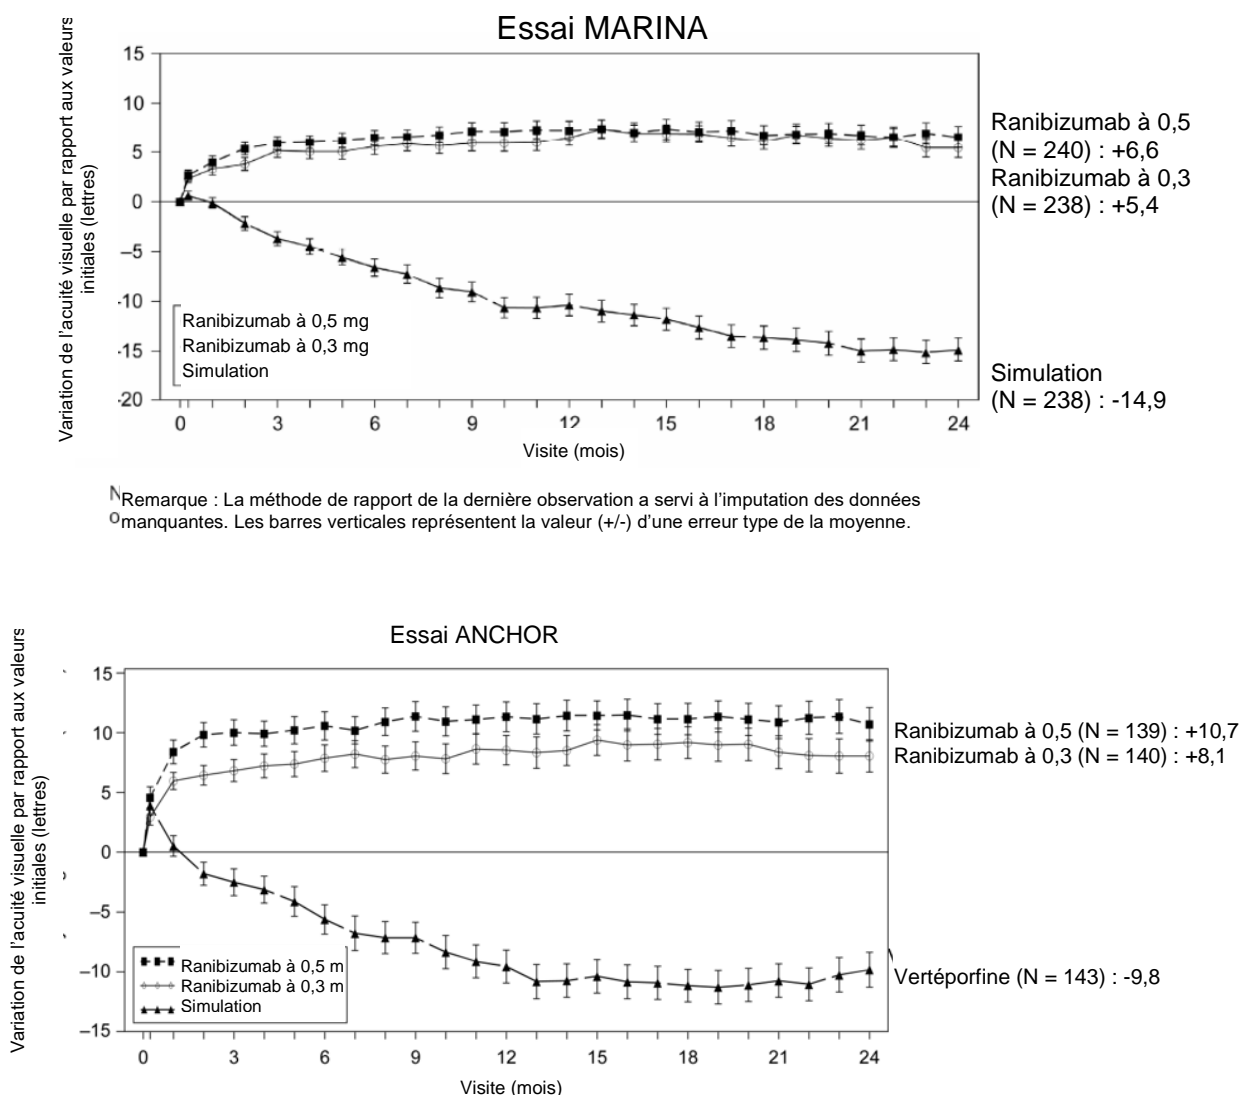 Essai MARINA
Variation de l'acuité visuelle par rapport aux valeurs
initiales (lettres)
15
10
5
0
–5
-10
-15
-20
Ranibizumab à 0,5 mg
Ranibizumab à 0,3 mg
Simulation
0 3 6 9 12 15 18 21 24
Visite (mois)
Ranibizumab à 0,5
(N = 240) : +6,6
Ranibizumab à 0,3
(N = 238) : +5,4
Simulation
(N = 238) : -14,9
N
o
Remarque : La méthode de rapport de la dernière observation a servi à l'imputation des données
manquantes. Les barres verticales représentent la valeur (+/-) d'une erreur type de la moyenne.
Essai ANCHOR
Variation de l'acuité visuelle par rapport aux valeurs
initiales (lettres)
15
10
5
0
–5
–10
–15
Ranibizumab à 0,5 m
Ranibizumab à 0,3 m
Simulation
0 3 6 9 12 15 18 21 24
Visite (mois)
Ranibizumab à 0,5 (N = 139) : +10,7
Ranibizumab à 0,3 (N = 140) : +8,1
Vertéporfine (N = 143) : -9,8